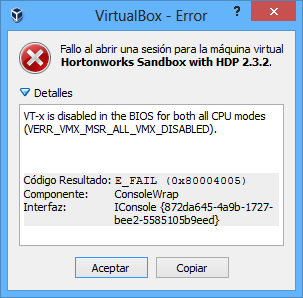 VirtualBox - Error
Fallo al abrir una sesión para la máquina virtual
Hortonworks Sandbox with HDP 2.3.2.
Detalles
VT-x is disabled in the BIOS for both all CPU modes
(VERR_VMX_MSR_ALL_VMX_DISABLED).
Código Resultado: E_FAIL (0x80004005)
Componente: ConsoleWrap
Interfaz: IConsole {872da645-4a9b-1727-
bee2-5585105b9eed}
Aceptar Copiar